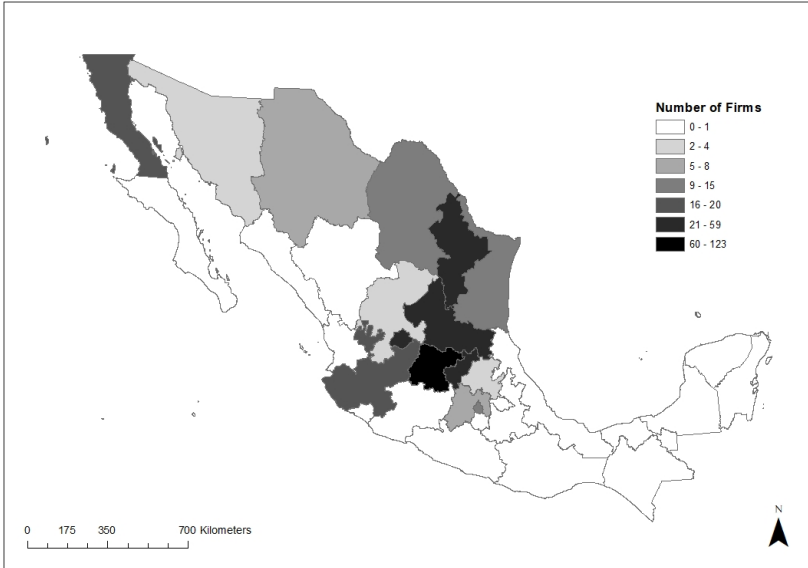 Number of Firms
0 - 1
2 - 4
5 - 8
9 - 15
16 - 20
21 - 59
60 - 123
0 175 350 700 Kilometers
N